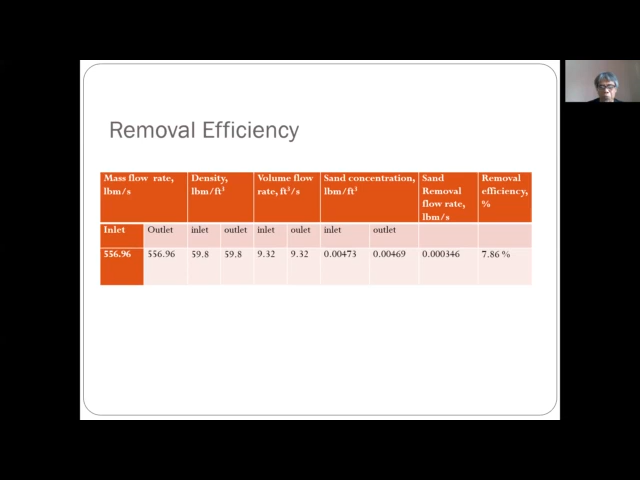 Removal Efficiency
Mass flow rate, lbm/s Density, lbm/ft³ Volume flow rate, ft³/s Sand concentration, lbm/ft³ Sand Removal flow rate, lbm/s Removal efficiency, %
Inlet Outlet inlet outlet inlet oulet inlet outlet
556.96 556.96 59.8 59.8 9.32 9.32 0.00473 0.00469 0.000346 7.86 %